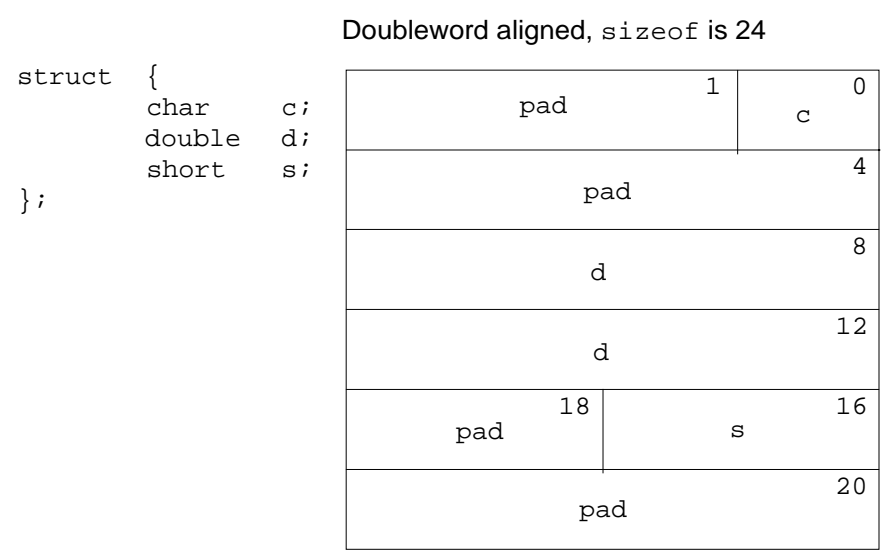 Doubleword aligned, sizeof is 24
struct {
char c;
double d;
short s;
};
pad 1 c 0
pad 4
d 8
d 12
pad 18 s 16
pad 20